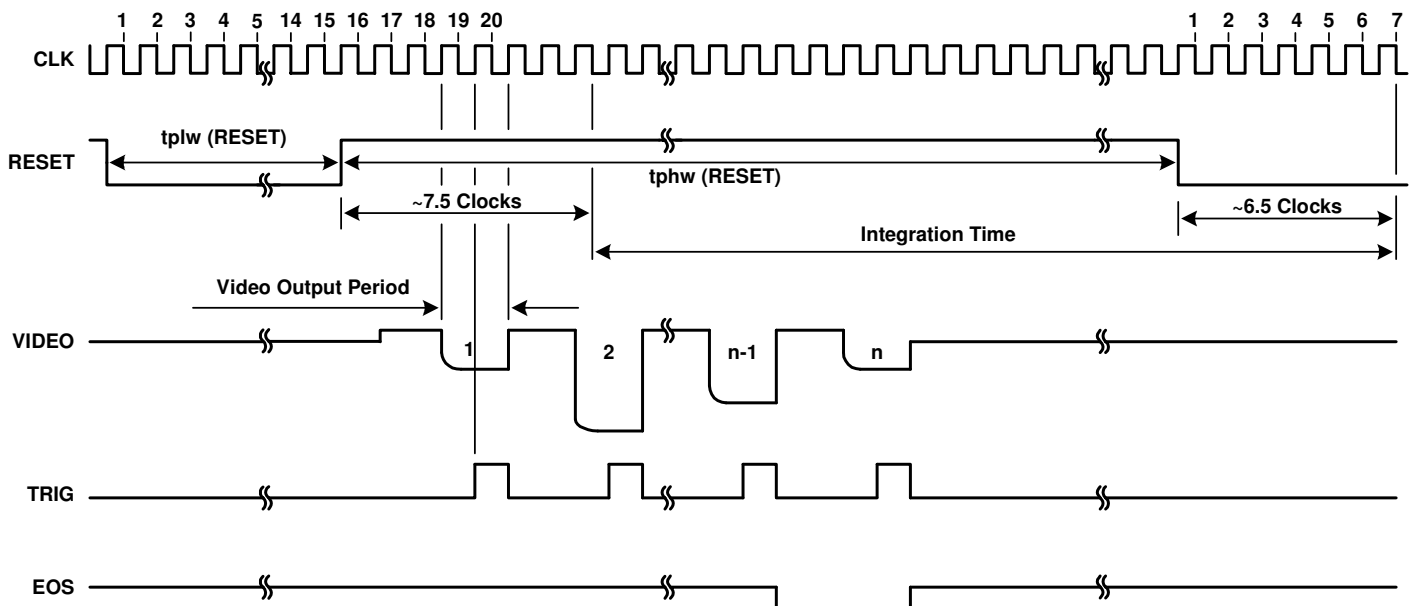 1 2 3 4 5 14 15 16 17 18 19 20 1 2 3 4 5 6 7
CLK
tplw (RESET)
RESET
tphw (RESET)
~7.5 Clocks
~6.5 Clocks
Integration Time
Video Output Period
VIDEO
1 2 n-1 n
TRIG
EOS